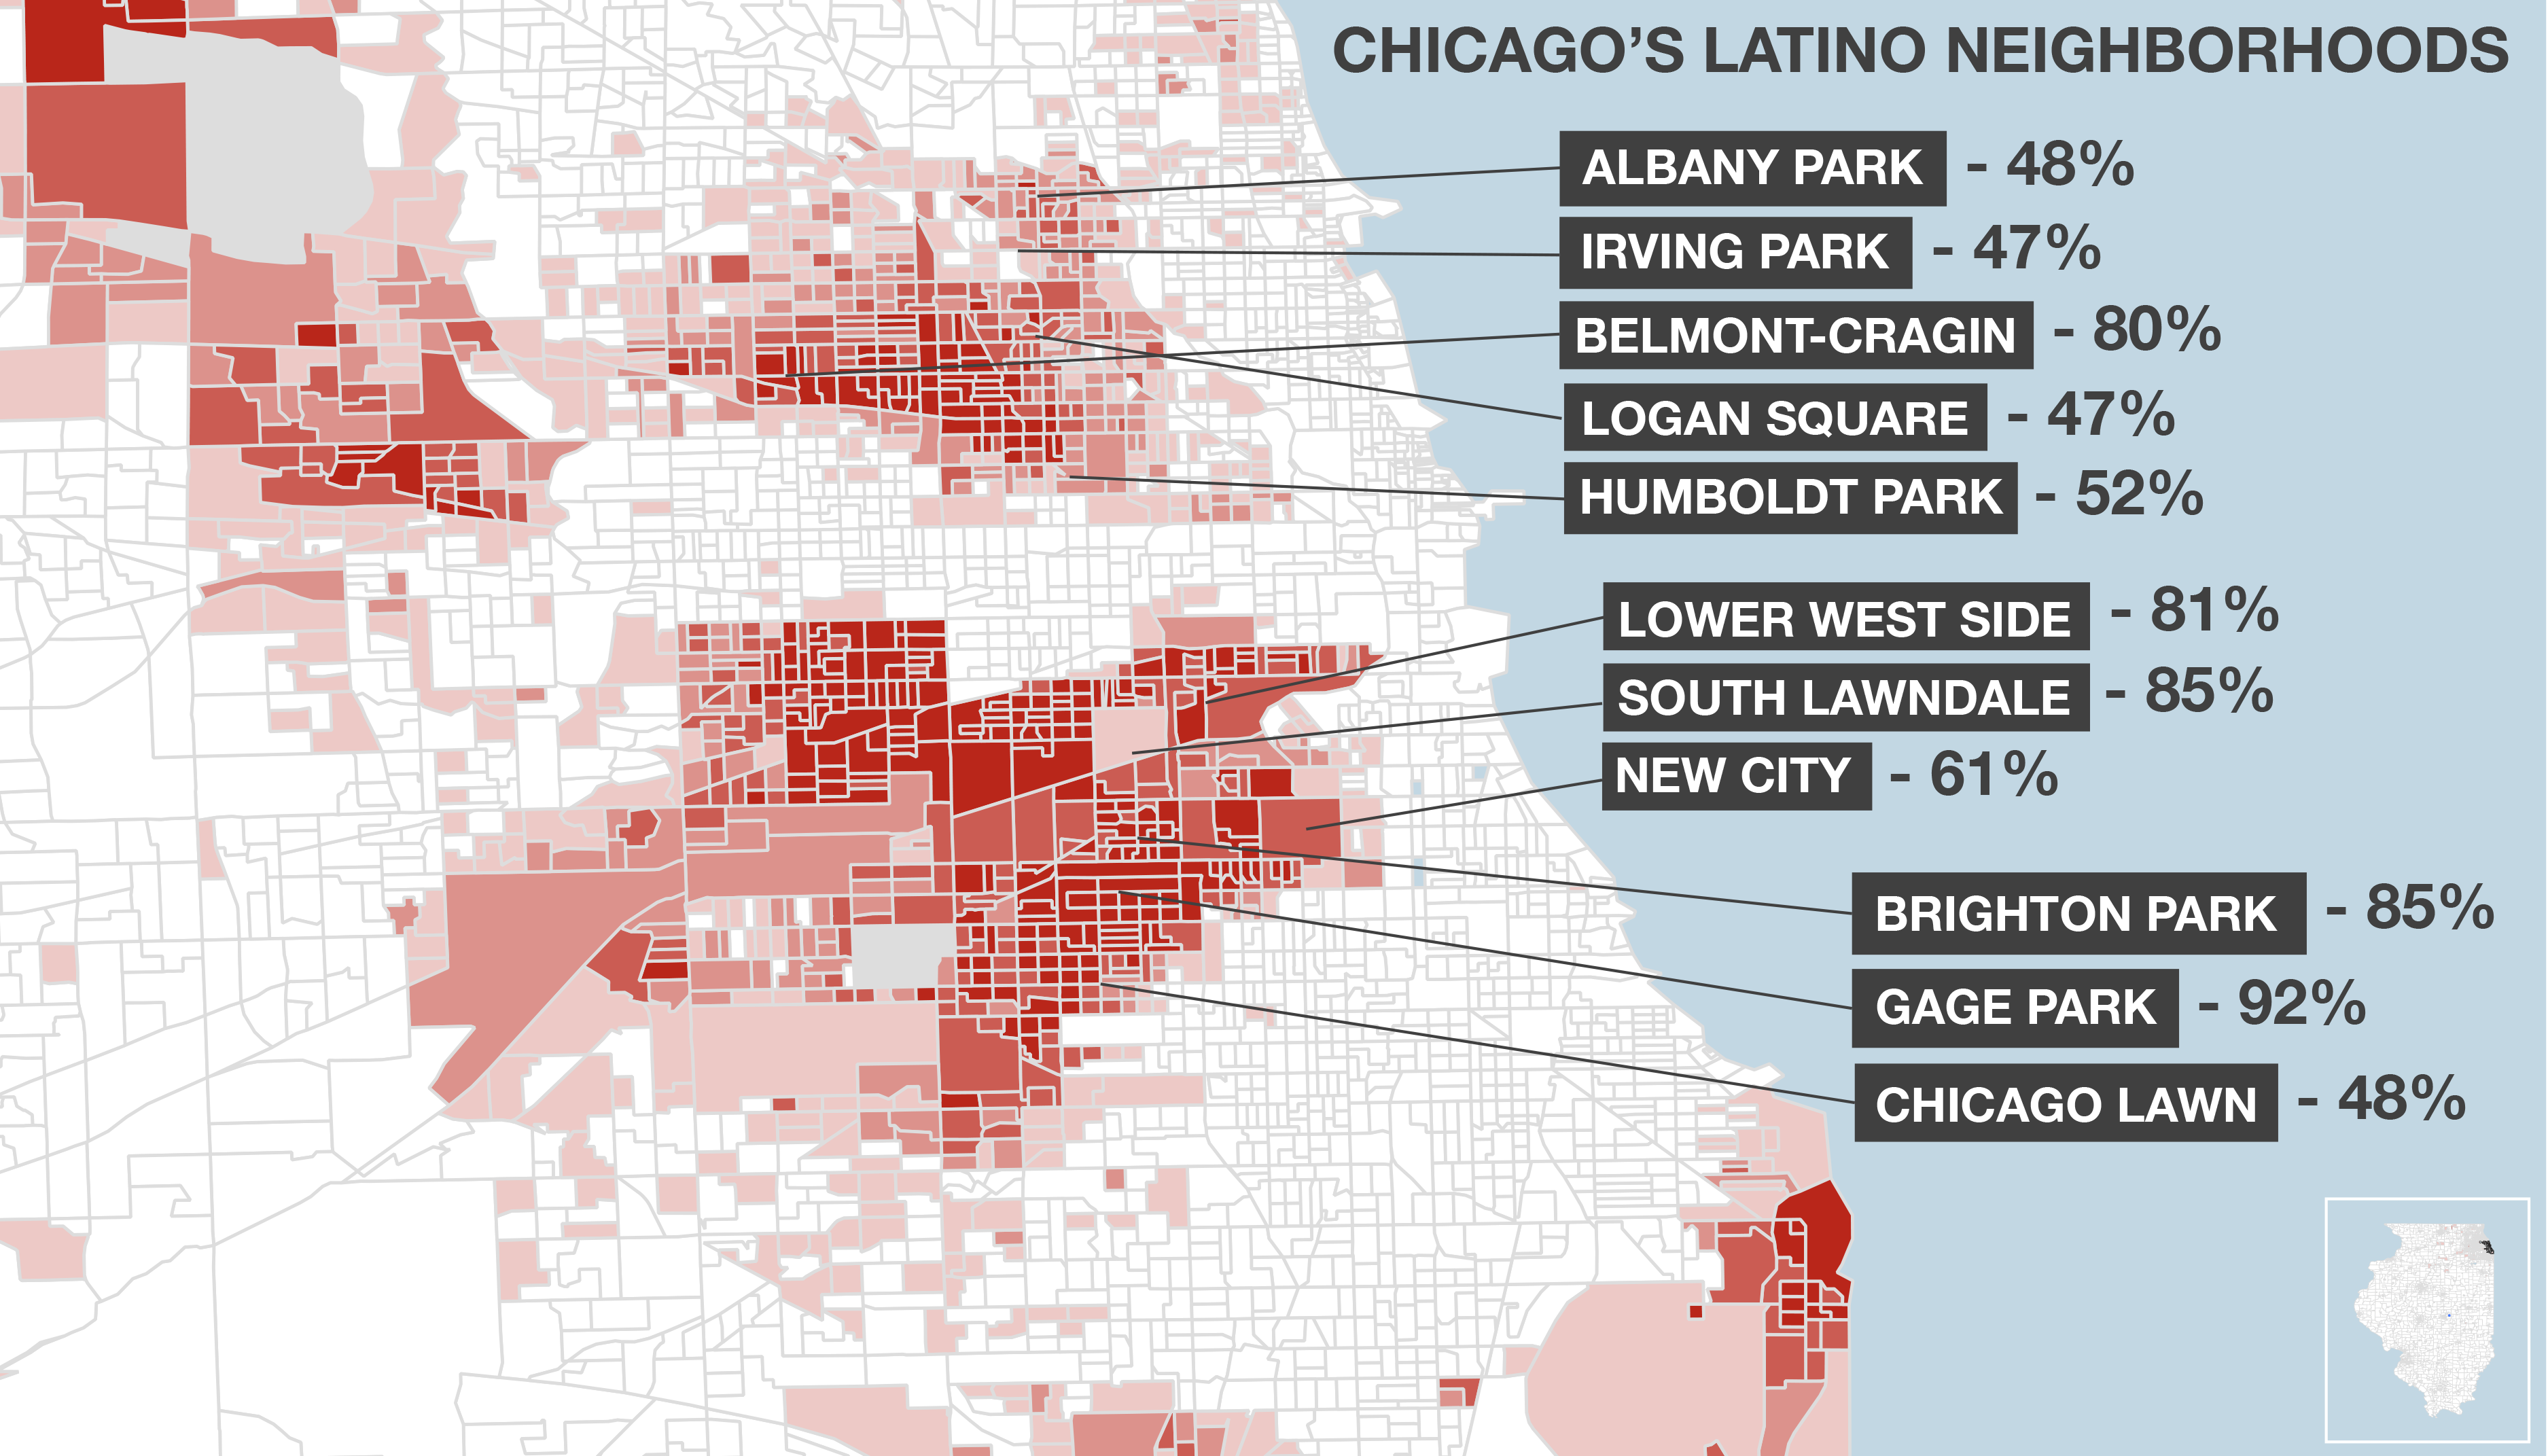 CHICAGO’S LATINO NEIGHBORHOODS
ALBANY PARK - 48%
IRVING PARK - 47%
BELMONT-CRAGIN - 80%
LOGAN SQUARE - 47%
HUMBOLDT PARK - 52%
LOWER WEST SIDE - 81%
SOUTH LAWNDALE - 85%
NEW CITY - 61%
BRIGHTON PARK - 85%
GAGE PARK - 92%
CHICAGO LAWN - 48%